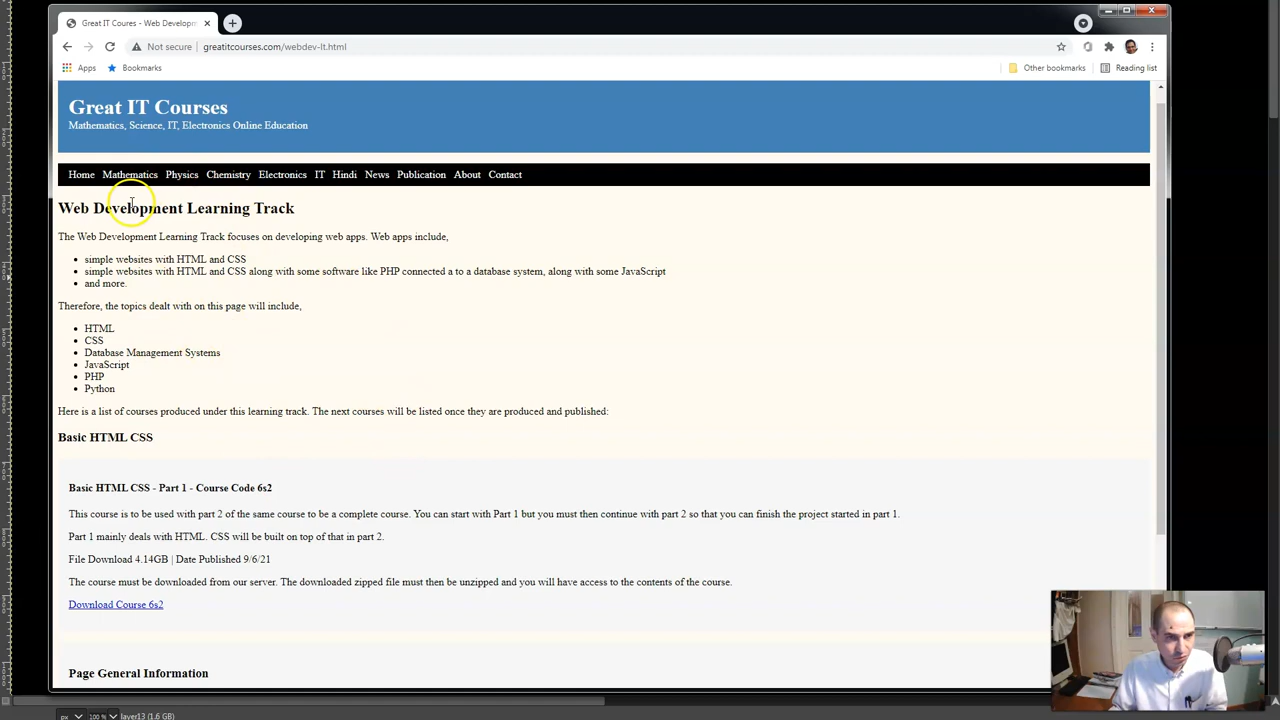 Great IT Coures - Web Developm
Not secure greatitcourses.com/webdev-lt.html
Apps Bookmarks Other bookmarks Reading list
Great IT Courses
Mathematics, Science, IT, Electronics Online Education
Home Mathematics Physics Chemistry Electronics IT Hindi News Publication About Contact
Web Development Learning Track
The Web Development Learning Track focuses on developing web apps. Web apps include,
simple websites with HTML and CSS
simple websites with HTML and CSS along with some software like PHP connected a to a database system, along with some JavaScript
and more.
Therefore, the topics dealt with on this page will include,
HTML
CSS
Database Management Systems
JavaScript
PHP
Python
Here is a list of courses produced under this learning track. The next courses will be listed once they are produced and published:
Basic HTML CSS
Basic HTML CSS - Part 1 - Course Code 6s2
This course is to be used with part 2 of the same course to be a complete course. You can start with Part 1 but you must then continue with part 2 so that you can finish the project started in part 1.
Part 1 mainly deals with HTML. CSS will be built on top of that in part 2.
File Download 4.14GB | Date Published 9/6/21
The course must be downloaded from our server. The downloaded zipped file must then be unzipped and you will have access to the contents of the course.
Download Course 6s2
Page General Information
px 100 % layer13 (1.6 GB)